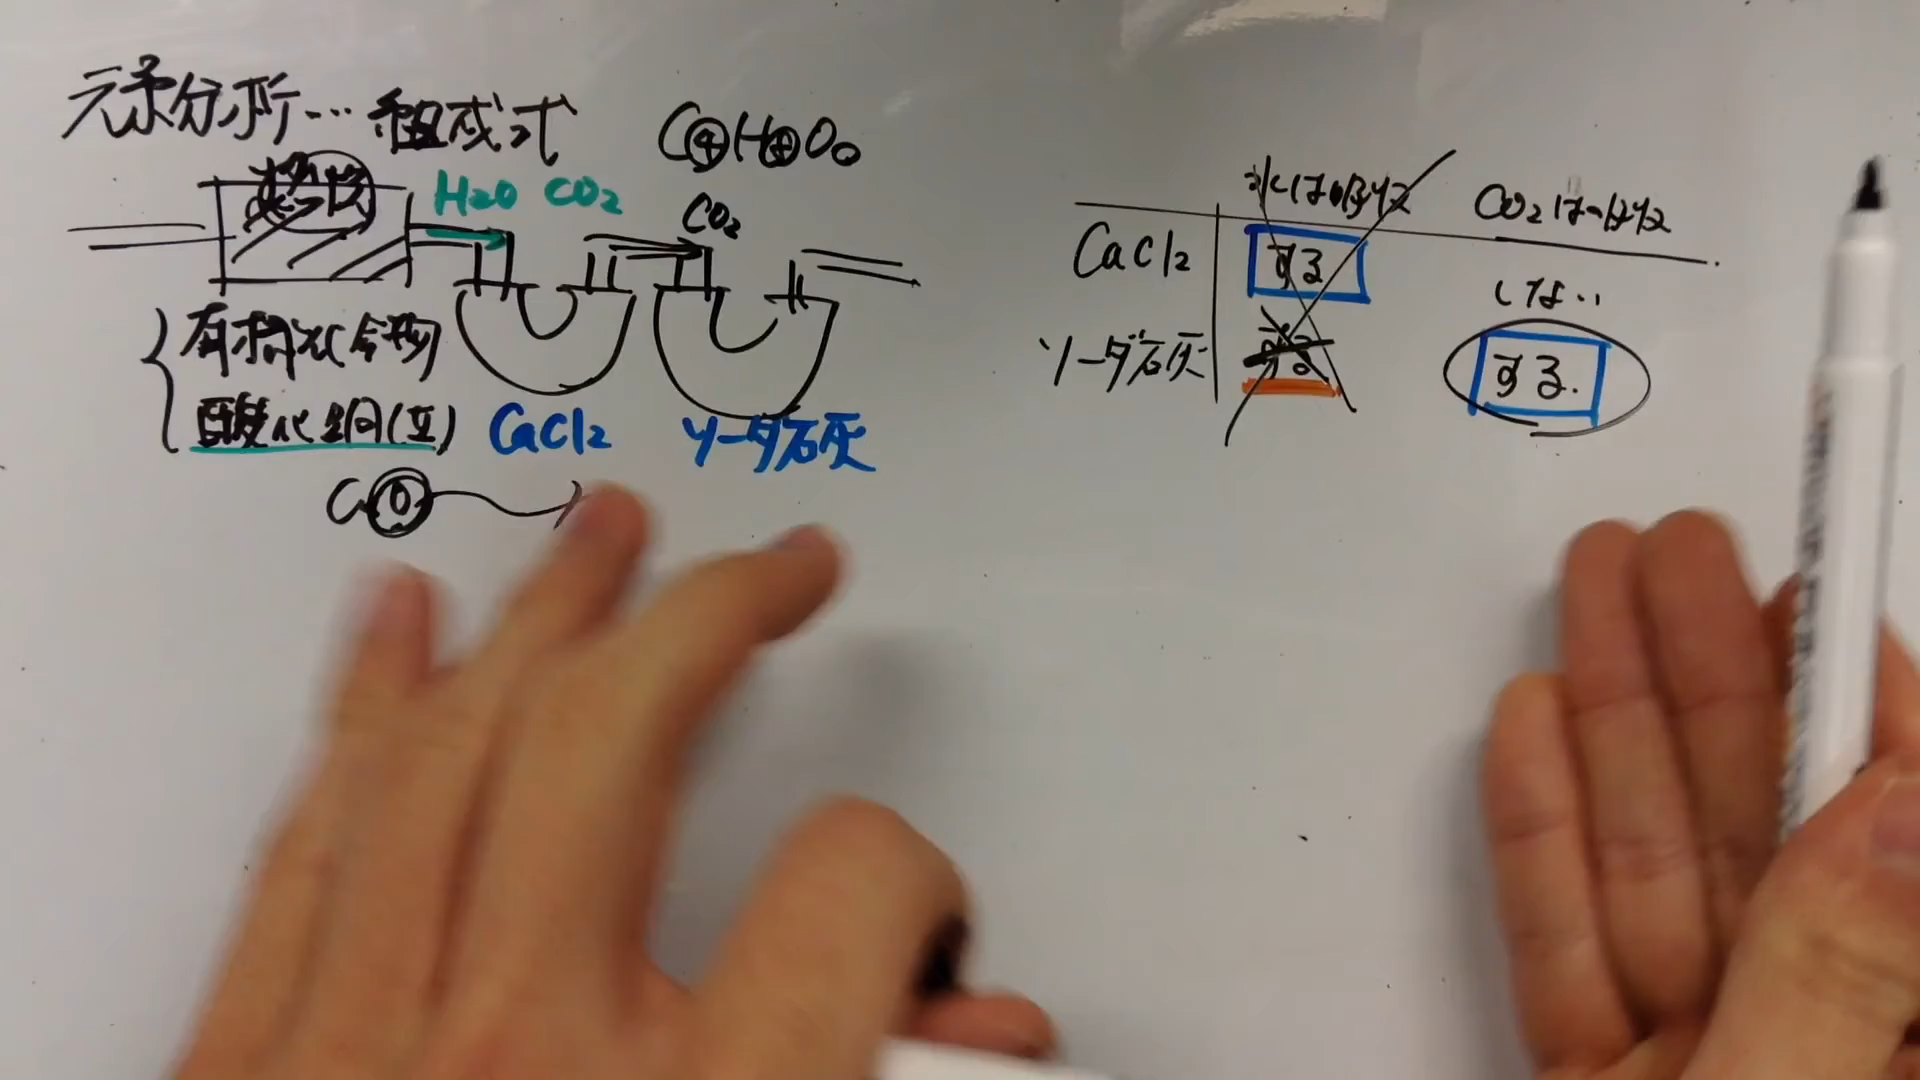 元素分析…組成式 C○H○O○
燃焼
H2O CO2
CO2
有機化合物
酸化銅(Ⅱ)
CaCl2
ソーダ石灰
CO
水は吸収 CO2は吸収
CaCl2 する しない
ソーダ石灰 する する.